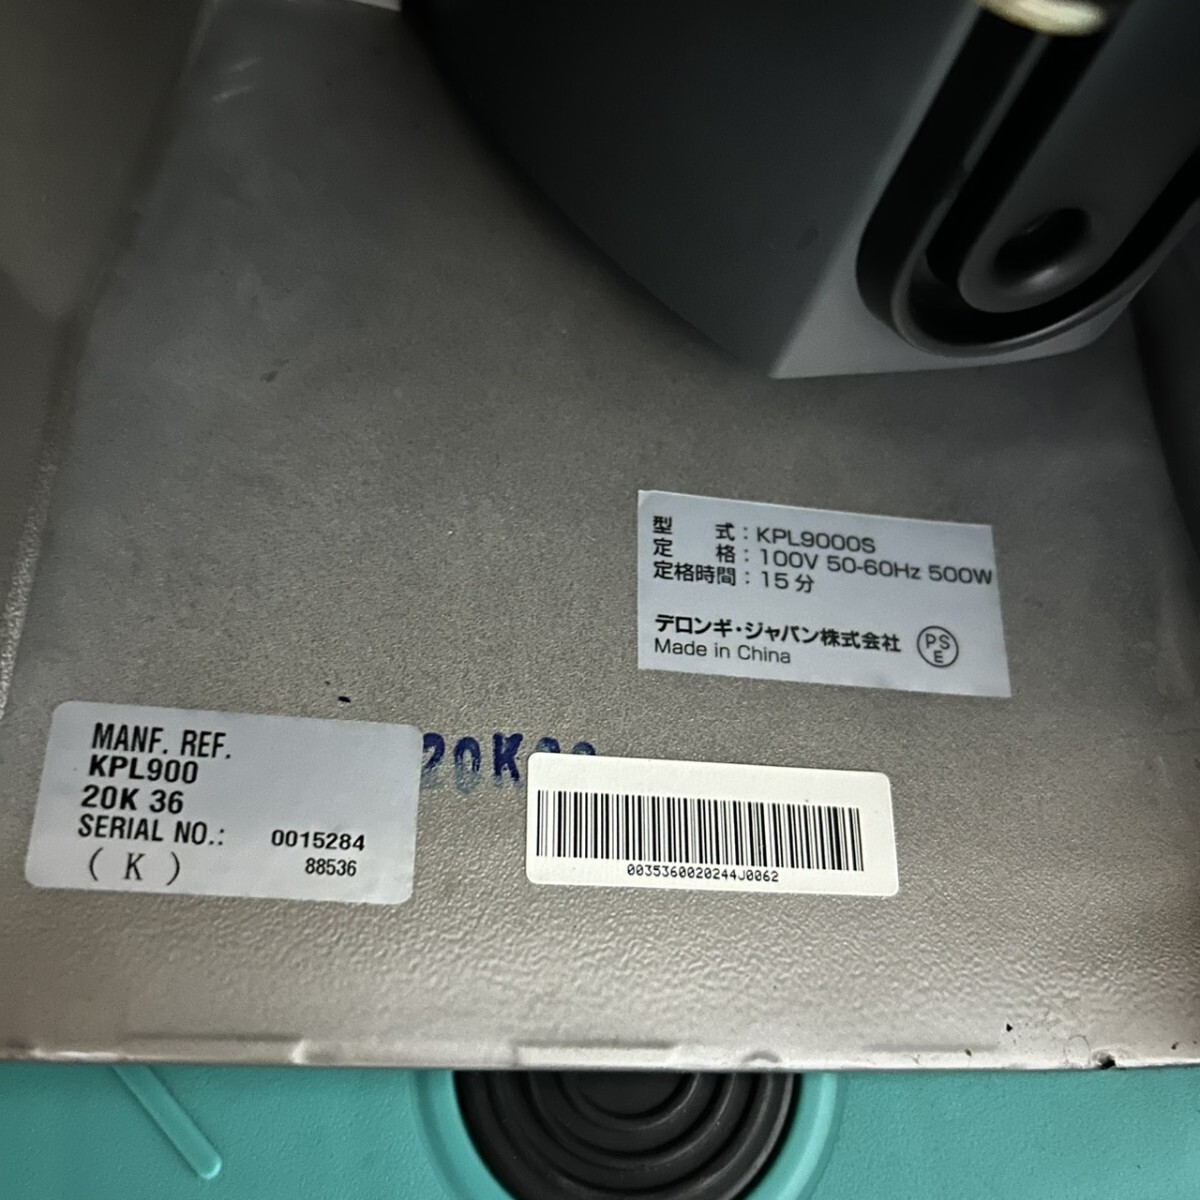 型 式：KPL9000S
定 格：100V 50-60Hz 500W
定格時間：15分
デロンギ・ジャパン株式会社
PS
E
Made in China
MANF. REF.
KPL900
20K 36
SERIAL NO.: 0015284
( K ) 88536
20K
0035360020244J0062